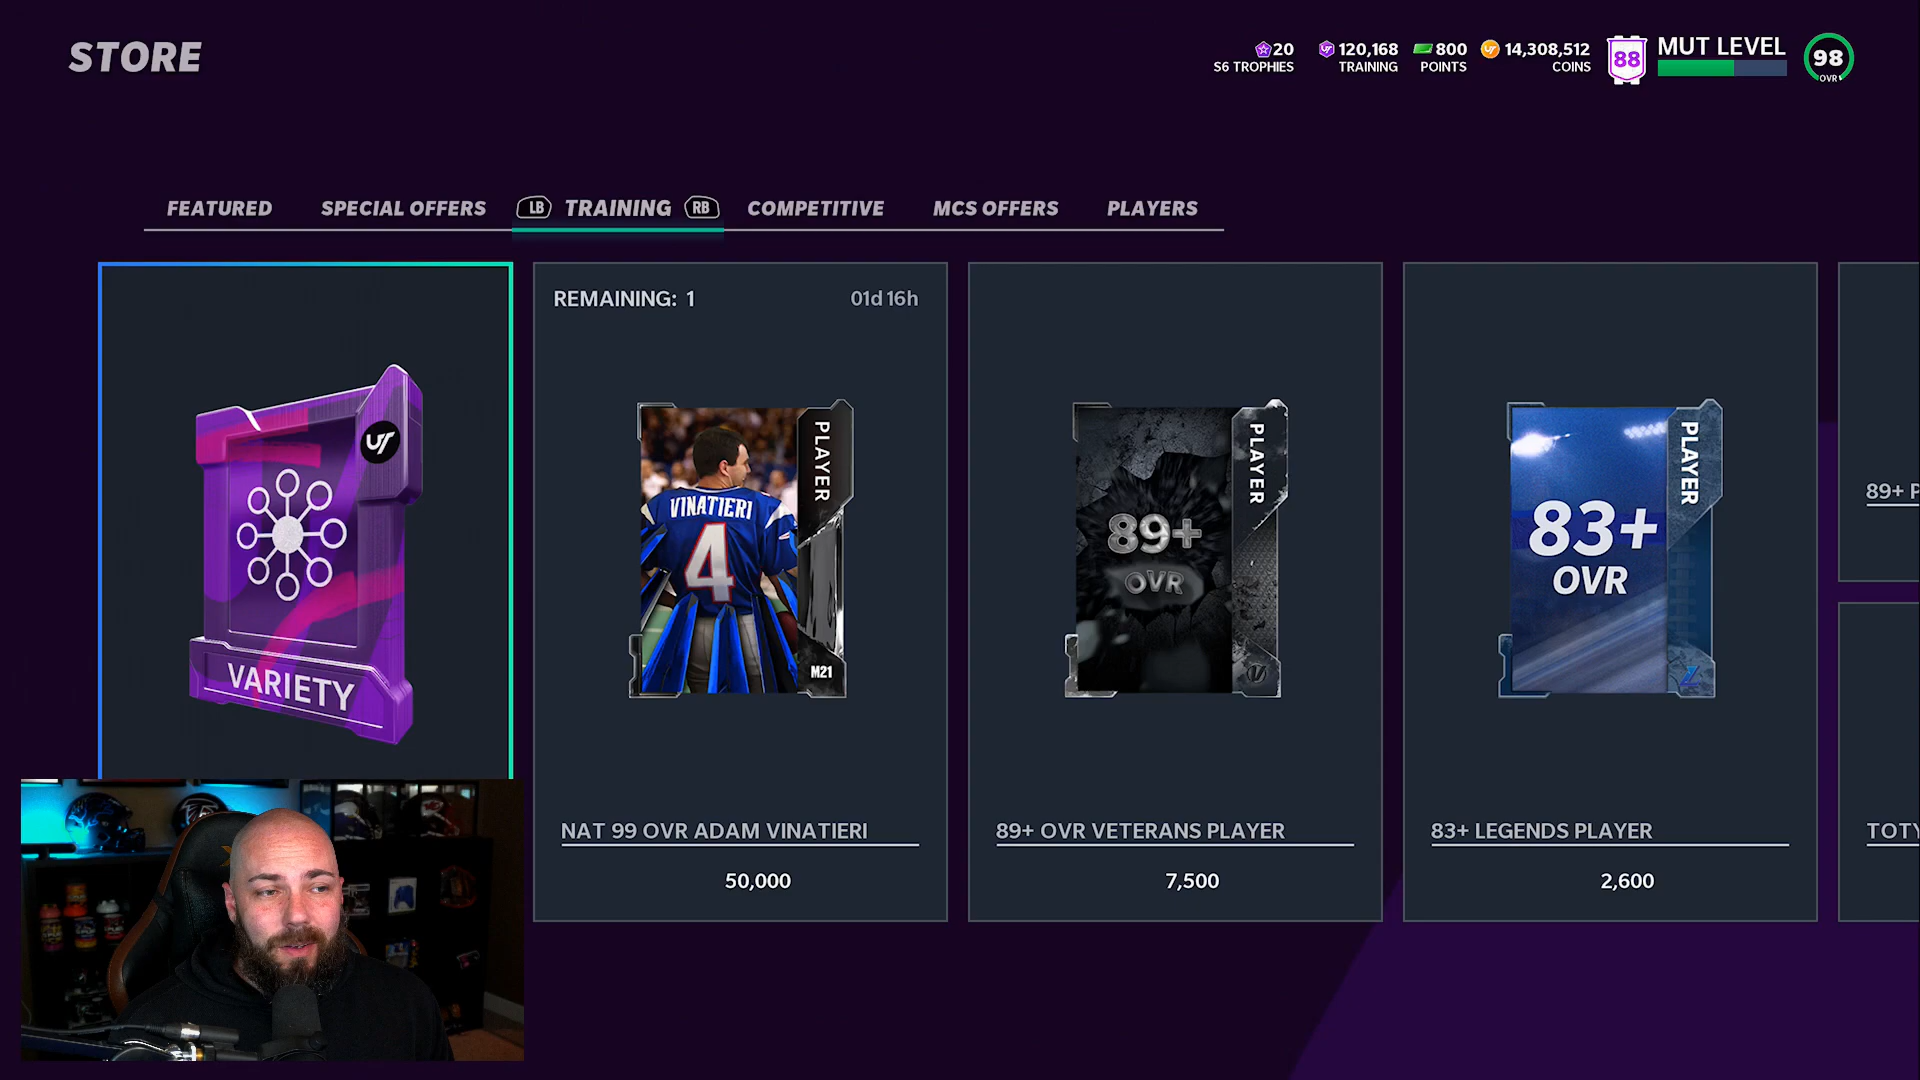 STORE
20
S6 TROPHIES
120,168
TRAINING
800
POINTS
14,308,512
COINS
88
MUT LEVEL
98
OVR
FEATURED
SPECIAL OFFERS
LB
TRAINING
RB
COMPETITIVE
MCS OFFERS
PLAYERS
UT
VARIETY
REMAINING: 1
01d 16h
VINATIERI
4
PLAYER
M21
NAT 99 OVR ADAM VINATIERI
50,000
89+
OVR
PLAYER
89+ OVR VETERANS PLAYER
7,500
83+
OVR
PLAYER
L
83+ LEGENDS PLAYER
2,600
89+ P
TOTY